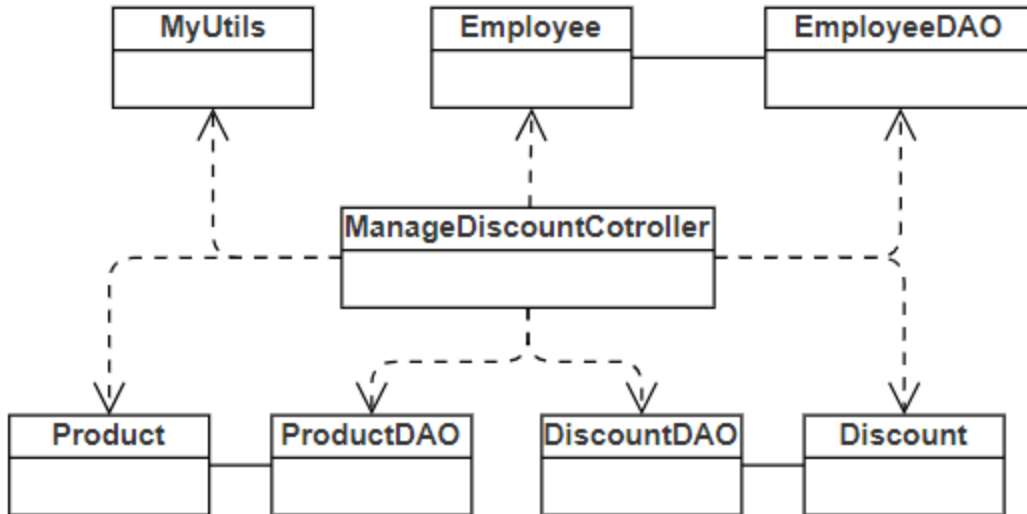 MyUtils
Employee
EmployeeDAO
ManageDiscountCotroller
Product
ProductDAO
DiscountDAO
Discount